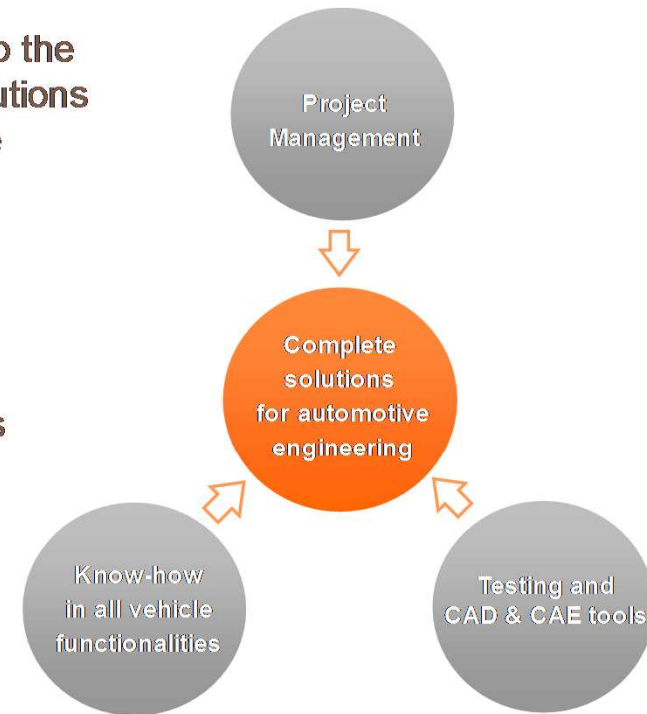 o the
utions
s
Project
Management
Complete
solutions
for automotive
engineering
Know-how
in all vehicle
functionalities
Testing and
CAD & CAE tools